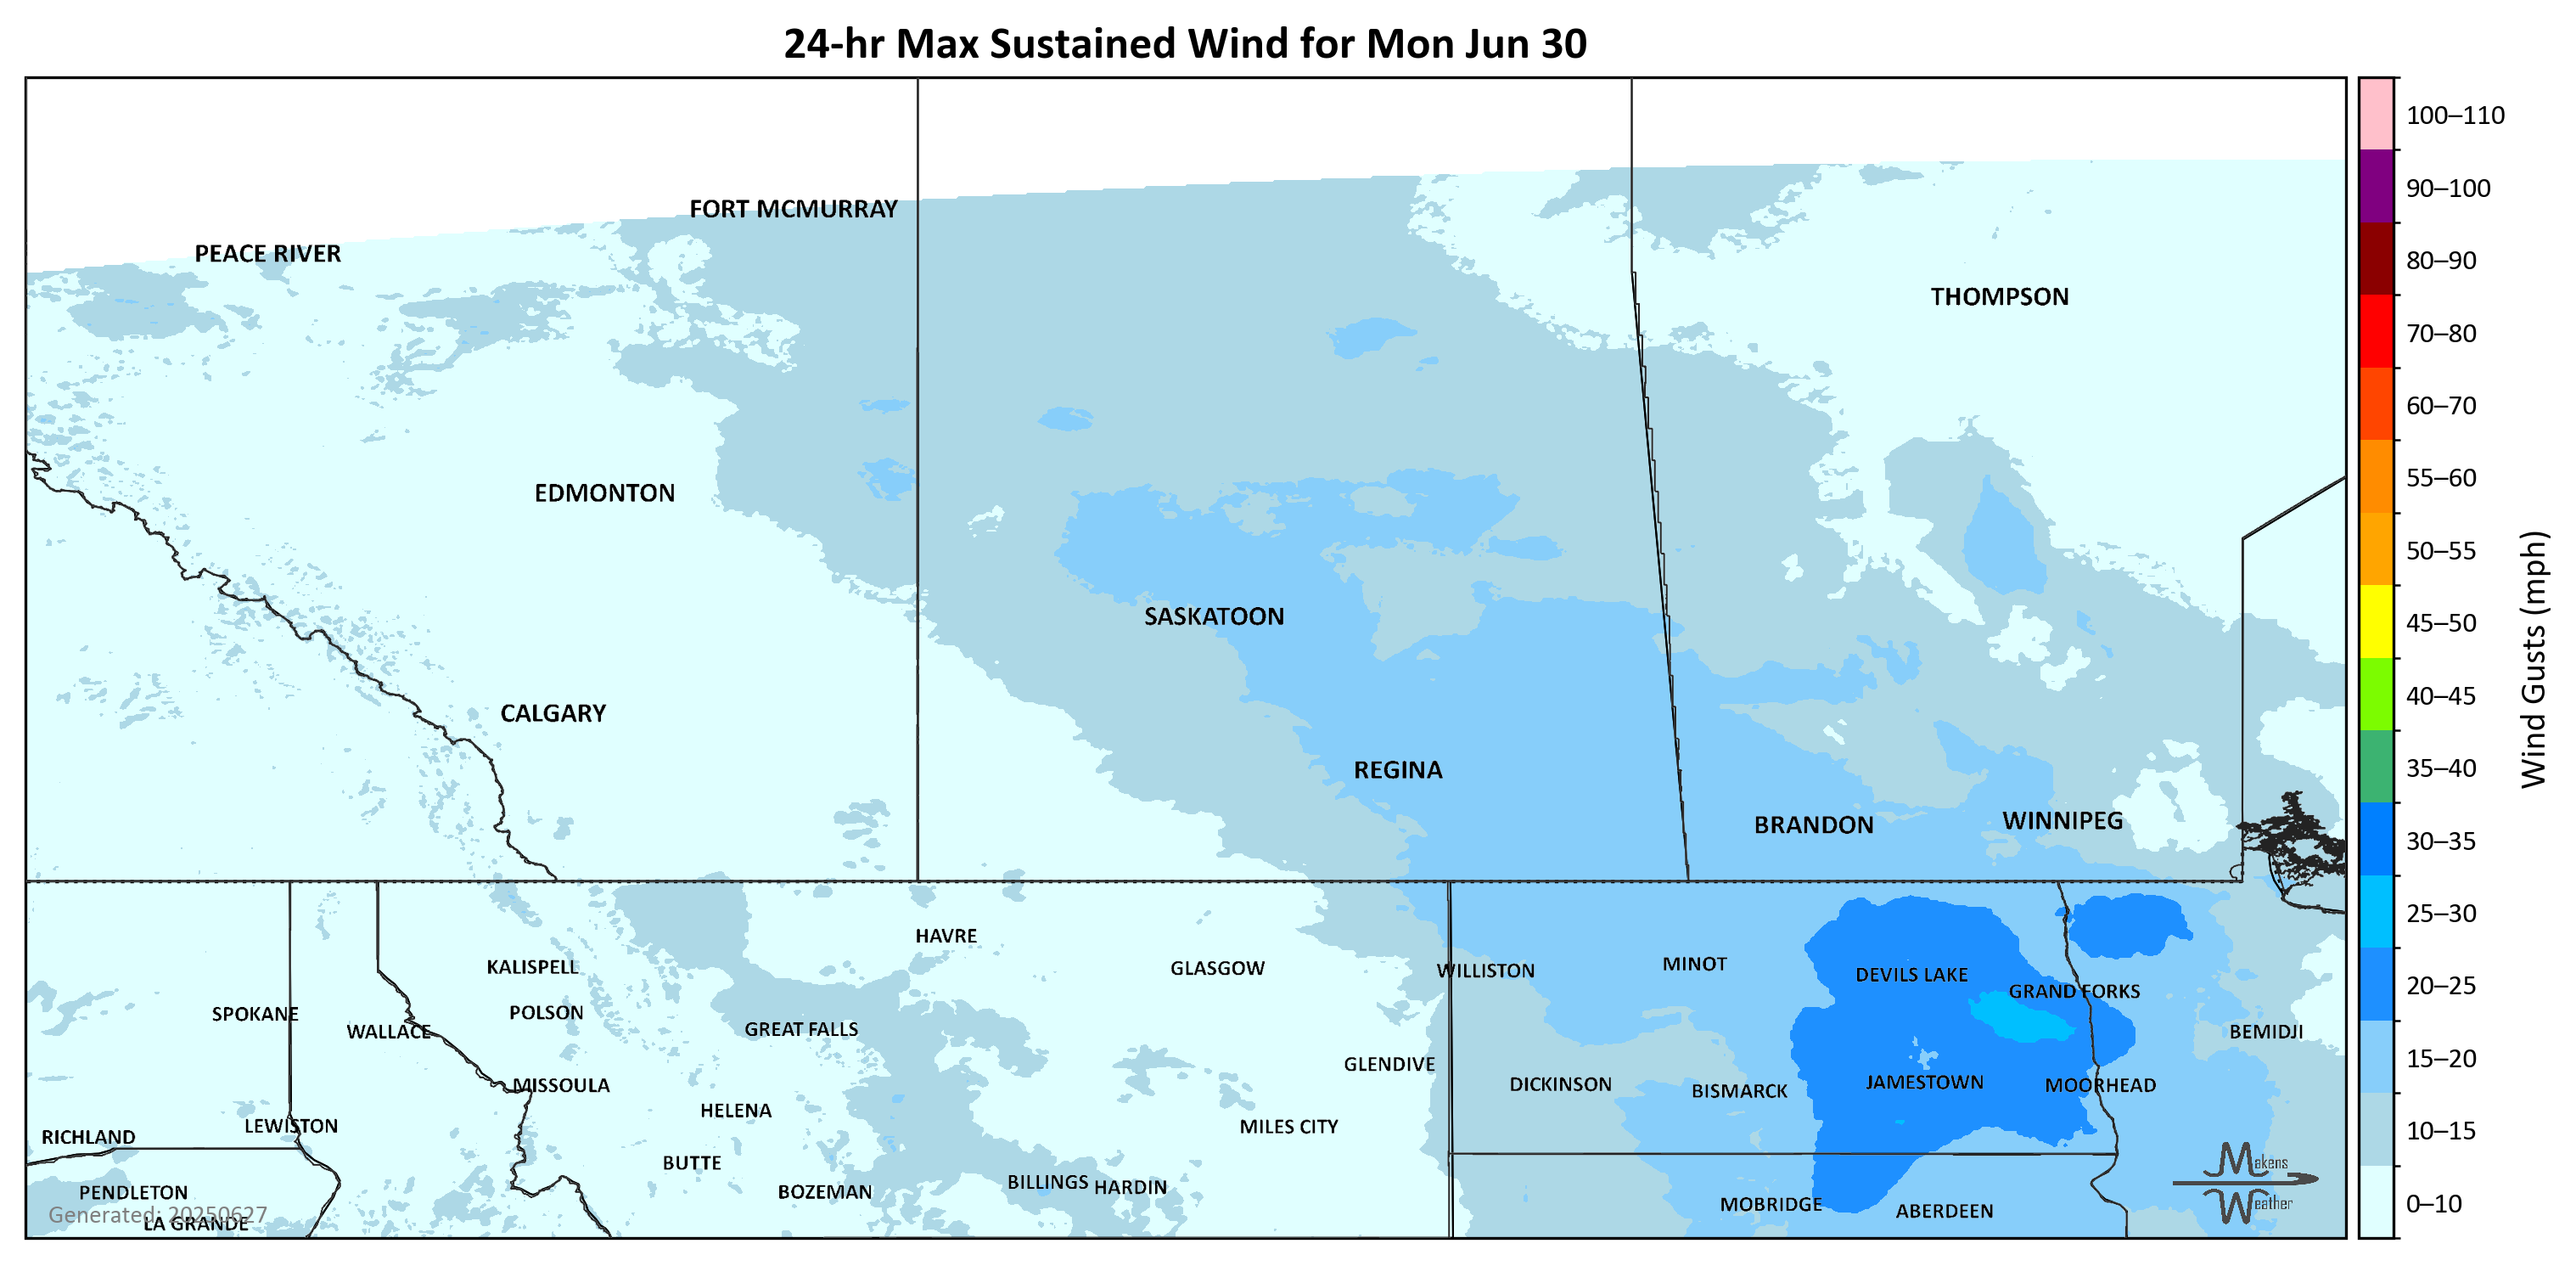 24-hr Max Sustained Wind for Mon Jun 30
100–110
90–100
80–90
70–80
60–70
55–60
50–55
45–50
40–45
35–40
30–35
25–30
20–25
15–20
10–15
0–10
Wind Gusts (mph)
FORT MCMURRAY
PEACE RIVER
THOMPSON
EDMONTON
SASKATOON
CALGARY
REGINA
BRANDON
WINNIPEG
HAVRE
KALISPELL
GLASGOW
WILLISTON
MINOT
DEVILS LAKE
GRAND FORKS
SPOKANE
POLSON
WALLACE
GREAT FALLS
BEMIDJI
GLENDIVE
MISSOULA
DICKINSON
BISMARCK
JAMESTOWN
MOORHEAD
HELENA
LEWISTON
MILES CITY
RICHLAND
BUTTE
BILLINGS
HARDIN
PENDLETON
BOZEMAN
MOBRIDGE
ABERDEEN
LA GRANDE
Generated: 20250627
Makens
Weather